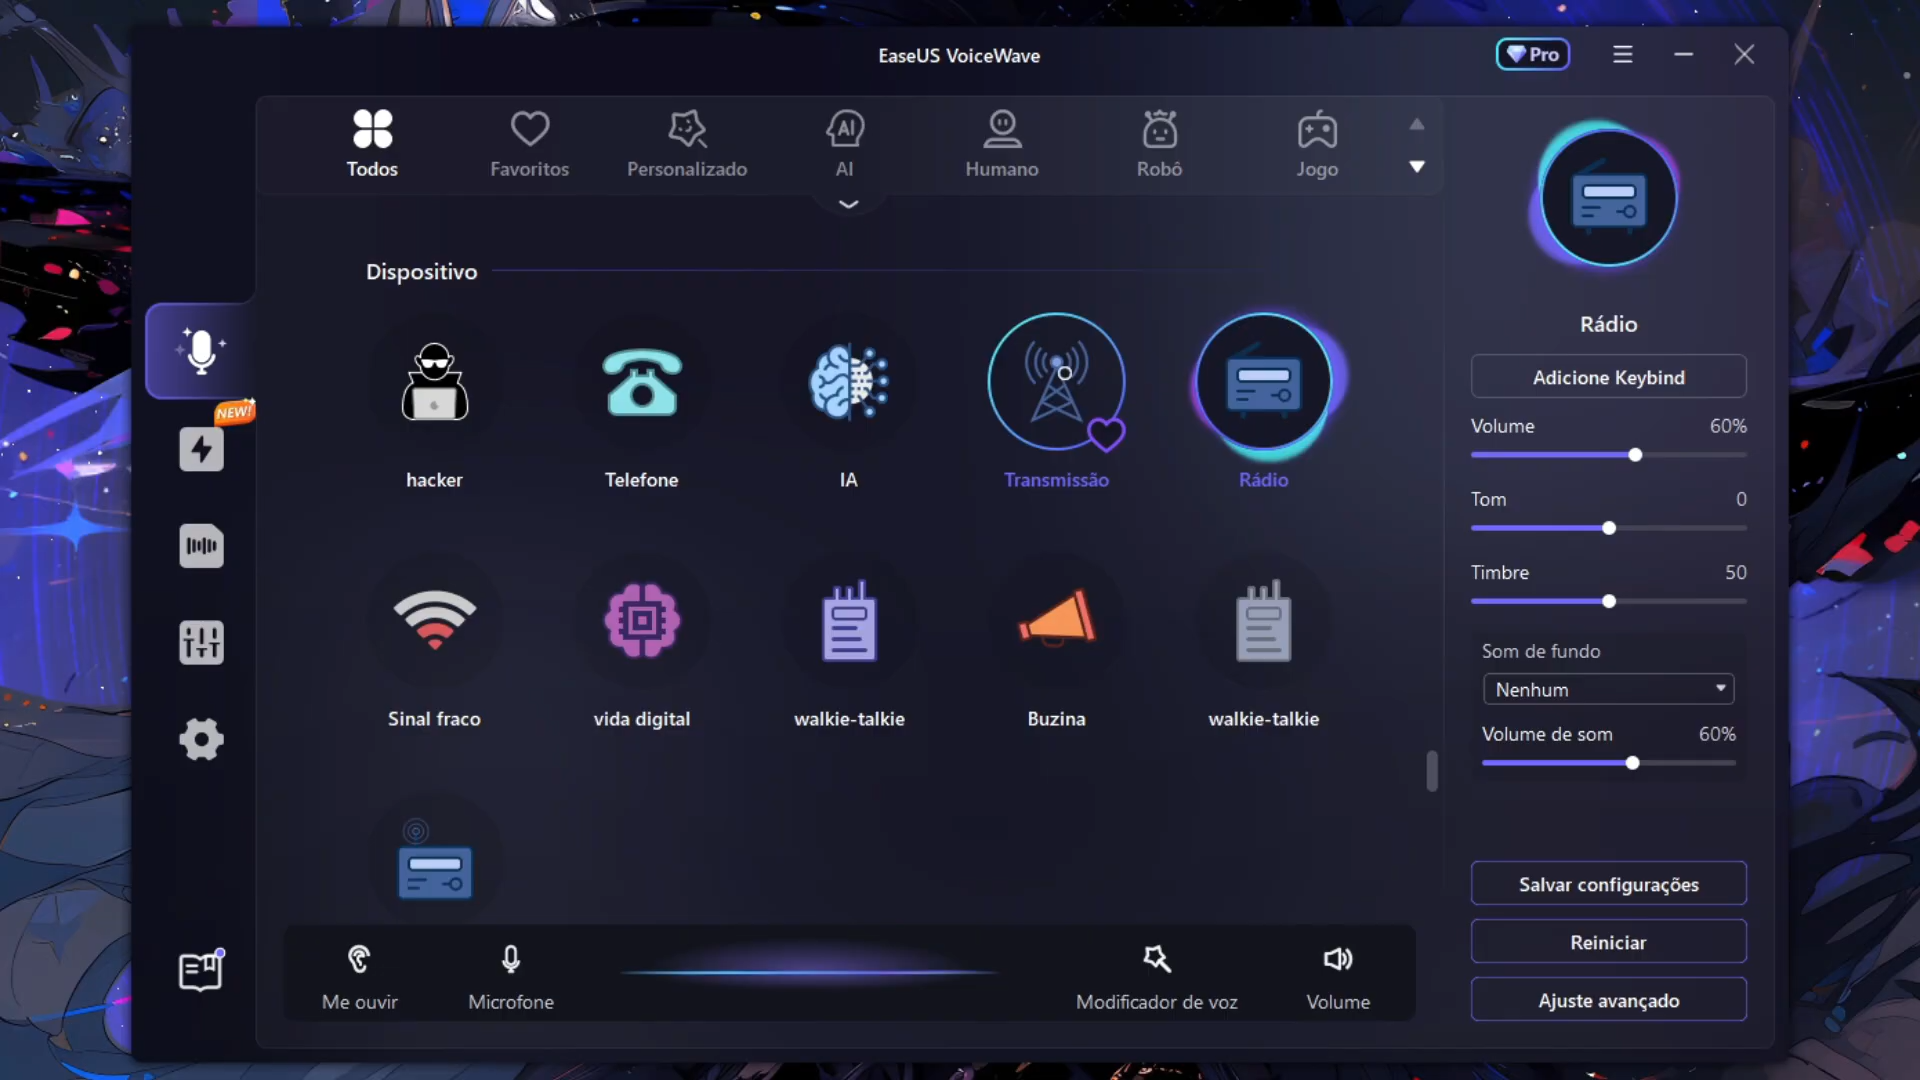 EaseUS VoiceWave
Pro
Todos
Favoritos
Personalizado
AI
AI
Humano
Robô
Jogo
Dispositivo
NEW!
hacker
Telefone
IA
Transmissão
Rádio
Sinal fraco
vida digital
walkie-talkie
Buzina
walkie-talkie
Me ouvir
Microfone
Modificador de voz
Volume
Rádio
Adicione Keybind
Volume 60%
Tom 0
Timbre 50
Som de fundo
Nenhum
Volume de som 60%
Salvar configurações
Reiniciar
Ajuste avançado